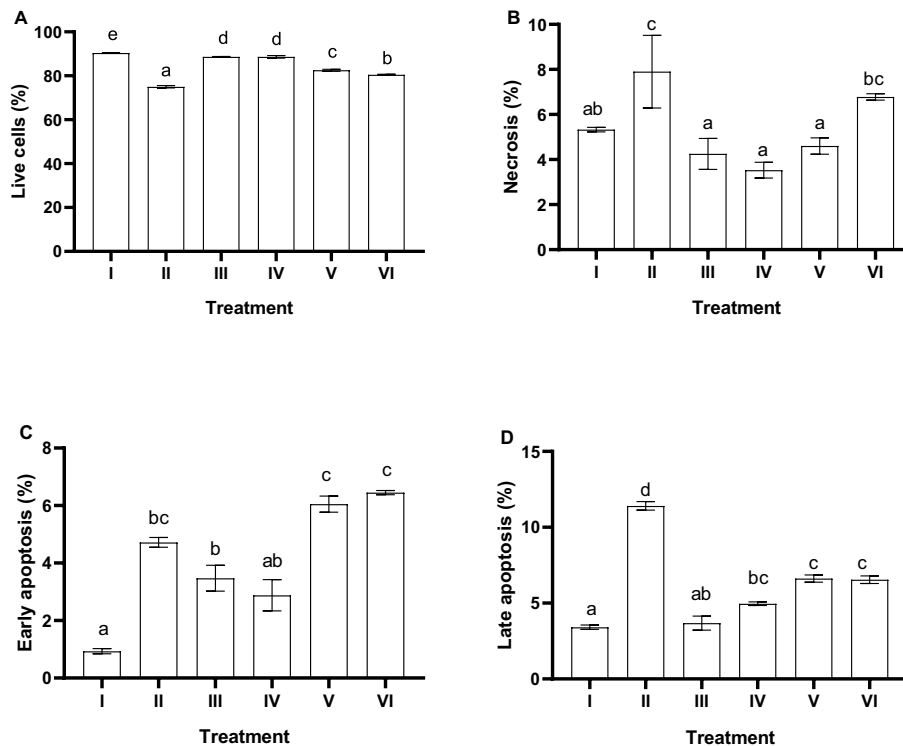 A
Live cells (%)
100
80
60
40
20
0
e
a
d
d
c
b
I II III IV V VI
Treatment
B
Necrosis (%)
10
8
6
4
2
0
ab
c
a
a
a
bc
I II III IV V VI
Treatment
C
Early apoptosis (%)
8
6
4
2
0
a
bc
b
ab
c
c
I II III IV V VI
Treatment
D
Late apoptosis (%)
15
10
5
0
a
d
ab
bc
c
c
I II III IV V VI
Treatment